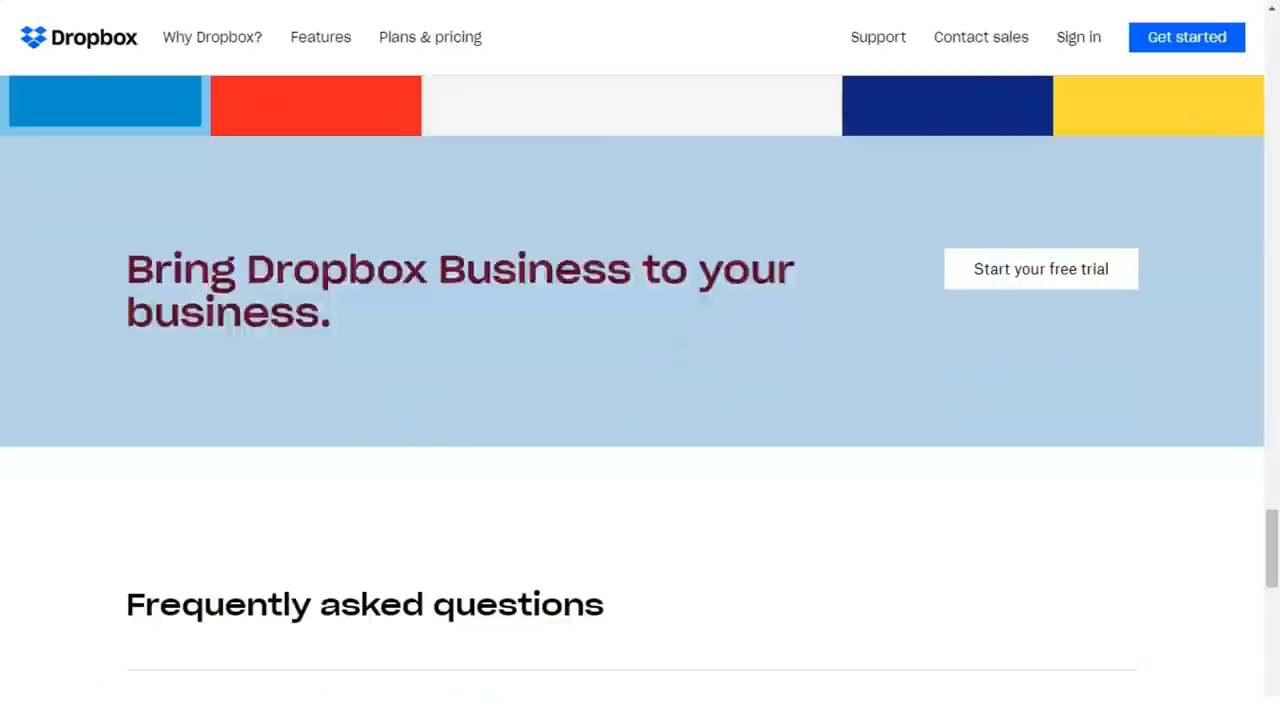 Dropbox Why Dropbox? Features Plans & pricing Support Contact sales Sign in Get started
Bring Dropbox Business to your
business.
Start your free trial
Frequently asked questions